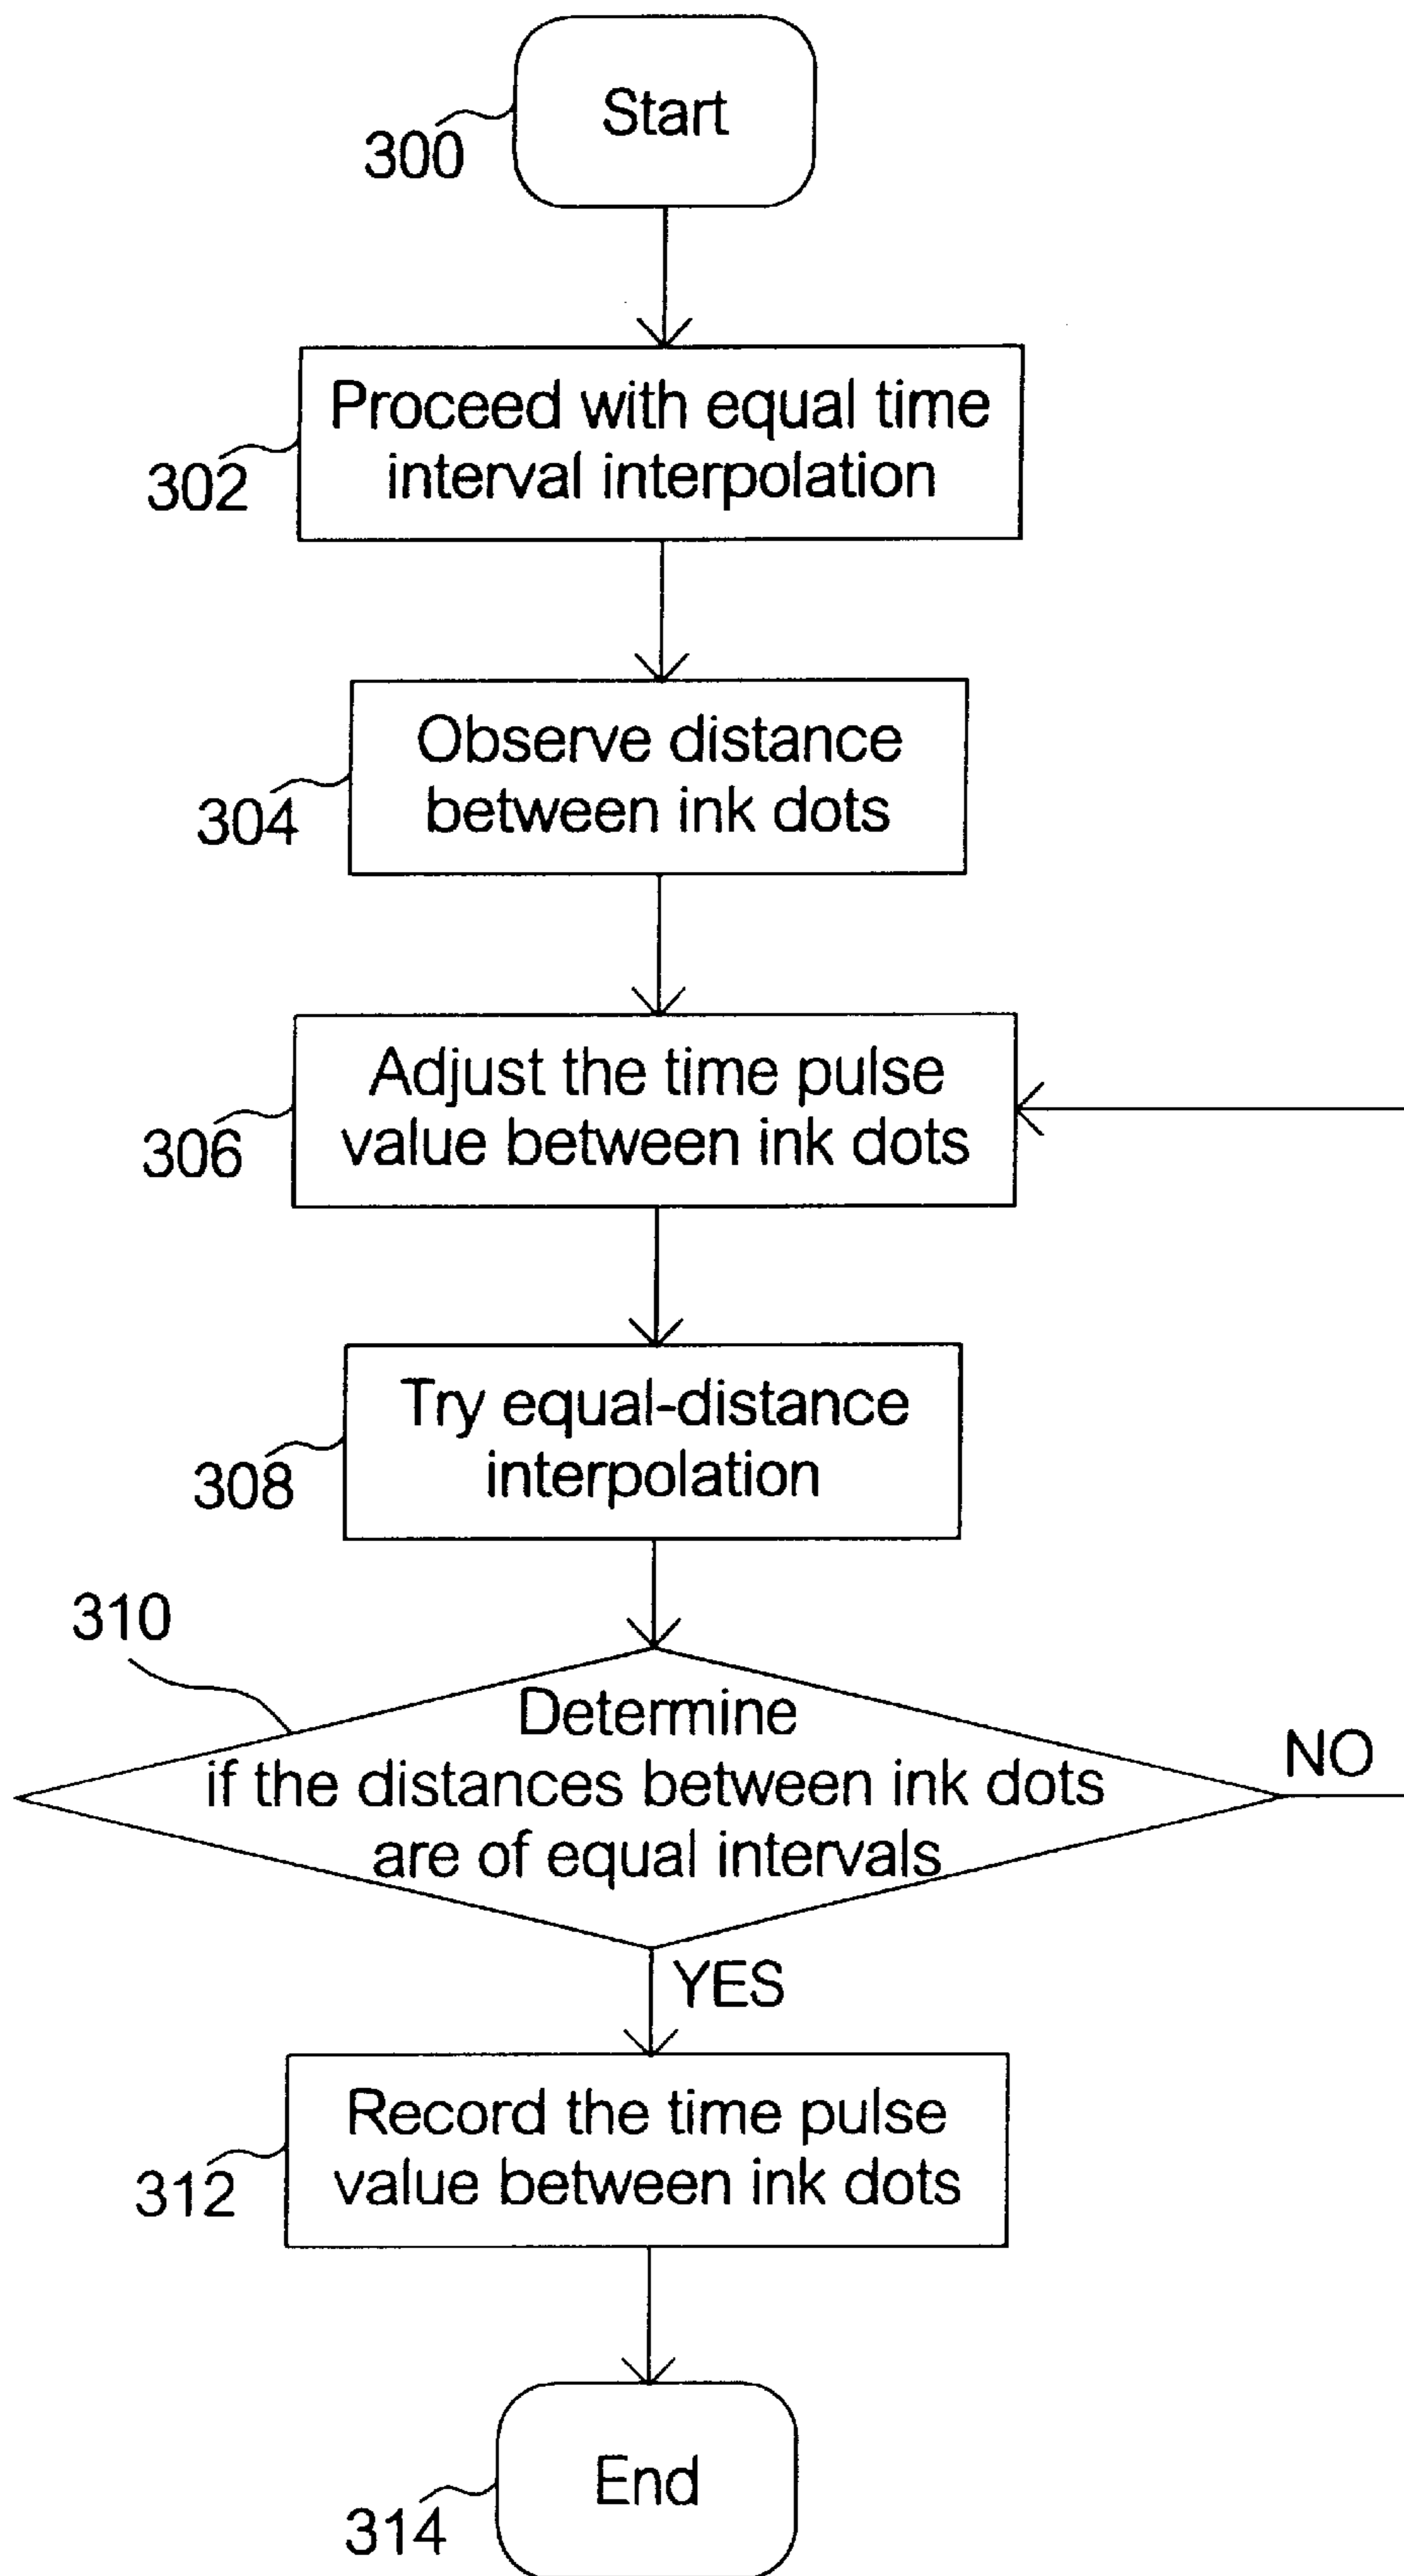 Start
300
Proceed with equal time
interval interpolation
302
Observe distance
between ink dots
304
Adjust the time pulse
value between ink dots
306
Try equal-distance
interpolation
308
310
Determine
if the distances between ink dots
are of equal intervals
NO
YES
Record the time pulse
value between ink dots
312
End
314